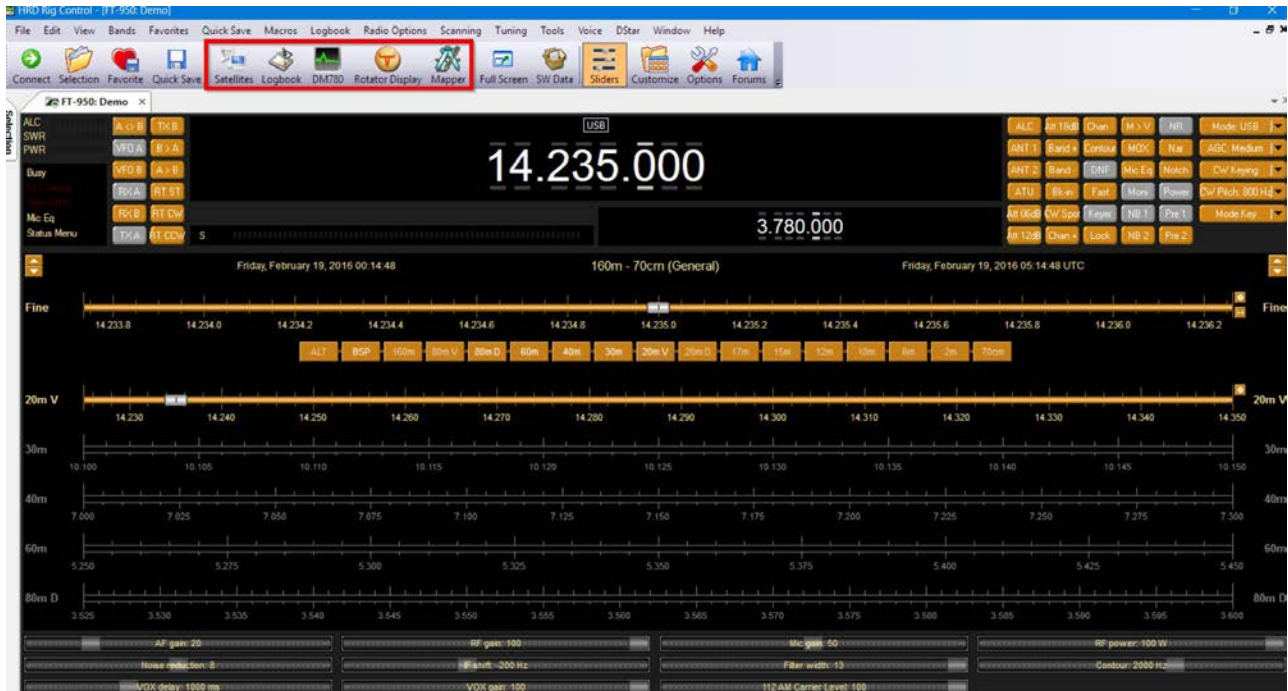 HRD Rig Control - [FT-950: Demo]
File Edit View Bands Favorites Quick Save Macros Logbook Radio Options Scanning Tuning Tools Voice DStar Window Help
Connect Selection Favorite Quick Save Satellites Logbook DM780 Rotator Display Mapper Full Screen SW Data Sliders Customize Options Forums
FT-950: Demo
Selection
ALC
SWR
PWR
Busy
Mic Eq
Status Menu
A <> B TX B
VFO A B > A
VFO B A > B
RX A RT ST
RX B RT CW
TX A RT CCW
S
USB
14.235.000
3.780.000
ALC Att 18dB Chan - M > V NR Mode: USB
ANT 1 Band + Contour MOX Nar AGC: Medium
ANT 2 Band - DNF Mic Eq Notch CW Keying
ATU Bk-in Fast Moni Power CW Pitch: 800 Hz
Att 06dB CW Spot Keyer NB 1 Pre 1 Mode Key
Att 12dB Chan + Lock NB 2 Pre 2
Friday, February 19, 2016 00:14:48 160m - 70cm (General) Friday, February 19, 2016 05:14:48 UTC
Fine Fine
14.233.8 14.234.0 14.234.2 14.234.4 14.234.6 14.234.8 14.235.0 14.235.2 14.235.4 14.235.6 14.235.8 14.236.0 14.236.2
ALT BSP 160m 80m V 80m D 60m 40m 30m 20m V 20m D 17m 15m 12m 10m 6m 2m 70cm
20m V 20m V
14.230 14.240 14.250 14.260 14.270 14.280 14.290 14.300 14.310 14.320 14.330 14.340 14.350
30m 30m
10.100 10.105 10.110 10.115 10.120 10.125 10.130 10.135 10.140 10.145 10.150
40m 40m
7.000 7.025 7.050 7.075 7.100 7.125 7.150 7.175 7.200 7.225 7.250 7.275 7.300
60m 60m
5.250 5.275 5.300 5.325 5.350 5.375 5.400 5.425 5.450
80m D 80m D
3.525 3.530 3.535 3.540 3.545 3.550 3.555 3.560 3.565 3.570 3.575 3.580 3.585 3.590 3.595 3.600
AF gain: 20 RF gain: 100 Mic gain: 50 RF power: 100 W
Noise reduction: 8 IF shift: -200 Hz Filter width: 13 Contour: 2000 Hz
VOX delay: 1000 ms VOX gain: 100 112 AM Carrier Level: 100